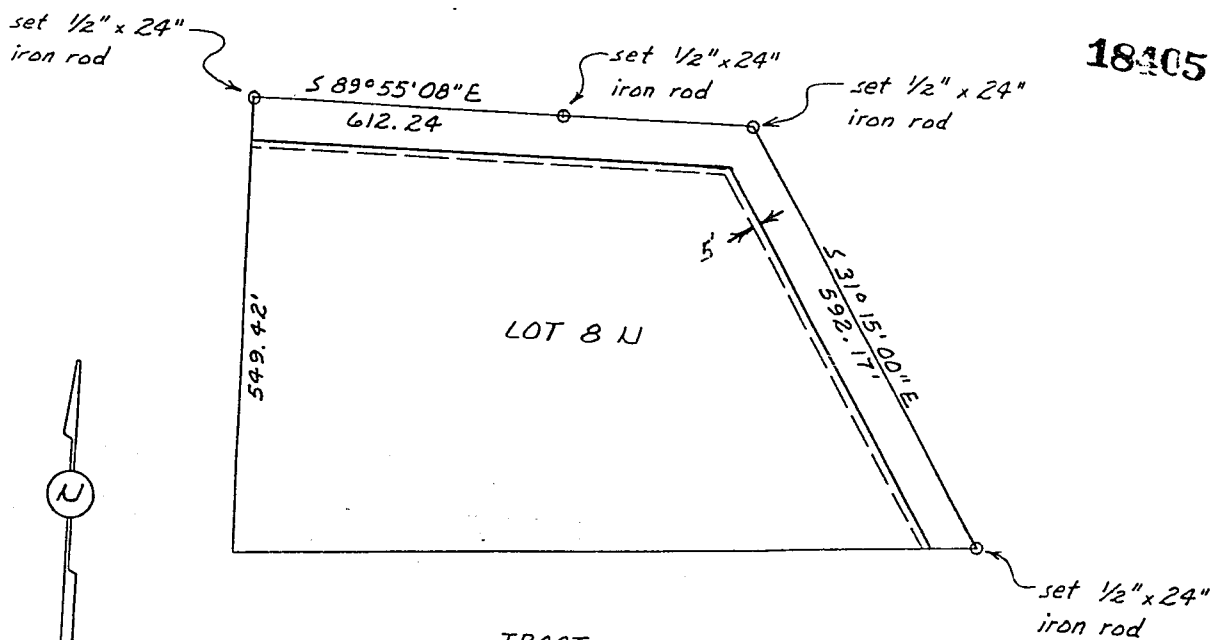 set 1/2" x 24"
iron rod
18405
set 1/2" x 24"
iron rod
set 1/2" x 24"
iron rod
S 89°55'08"E
612.24
5'
S 31°15'00"E
592.17'
LOT 8 N
549.42'
N
set 1/2" x 24"
iron rod
TRACT